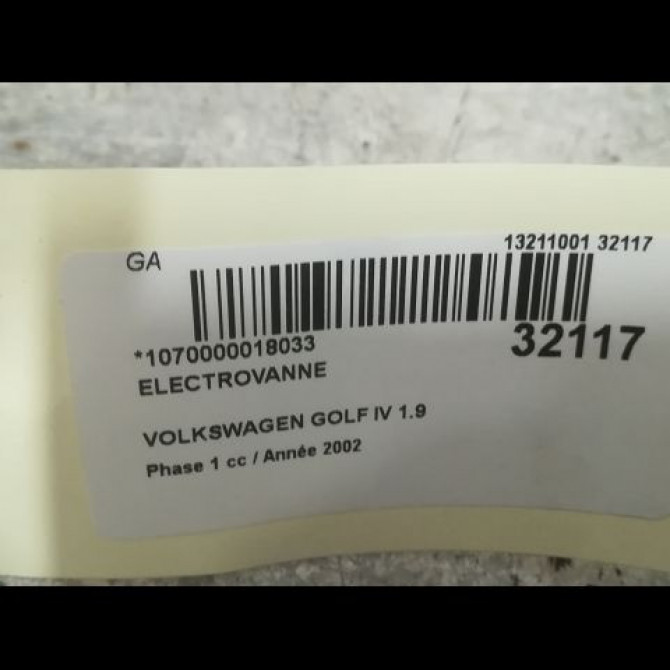 GA
13211001 32117
*1070000018033
32117
ELECTROVANNE
VOLKSWAGEN GOLF IV 1.9
Phase 1 cc / Année 2002